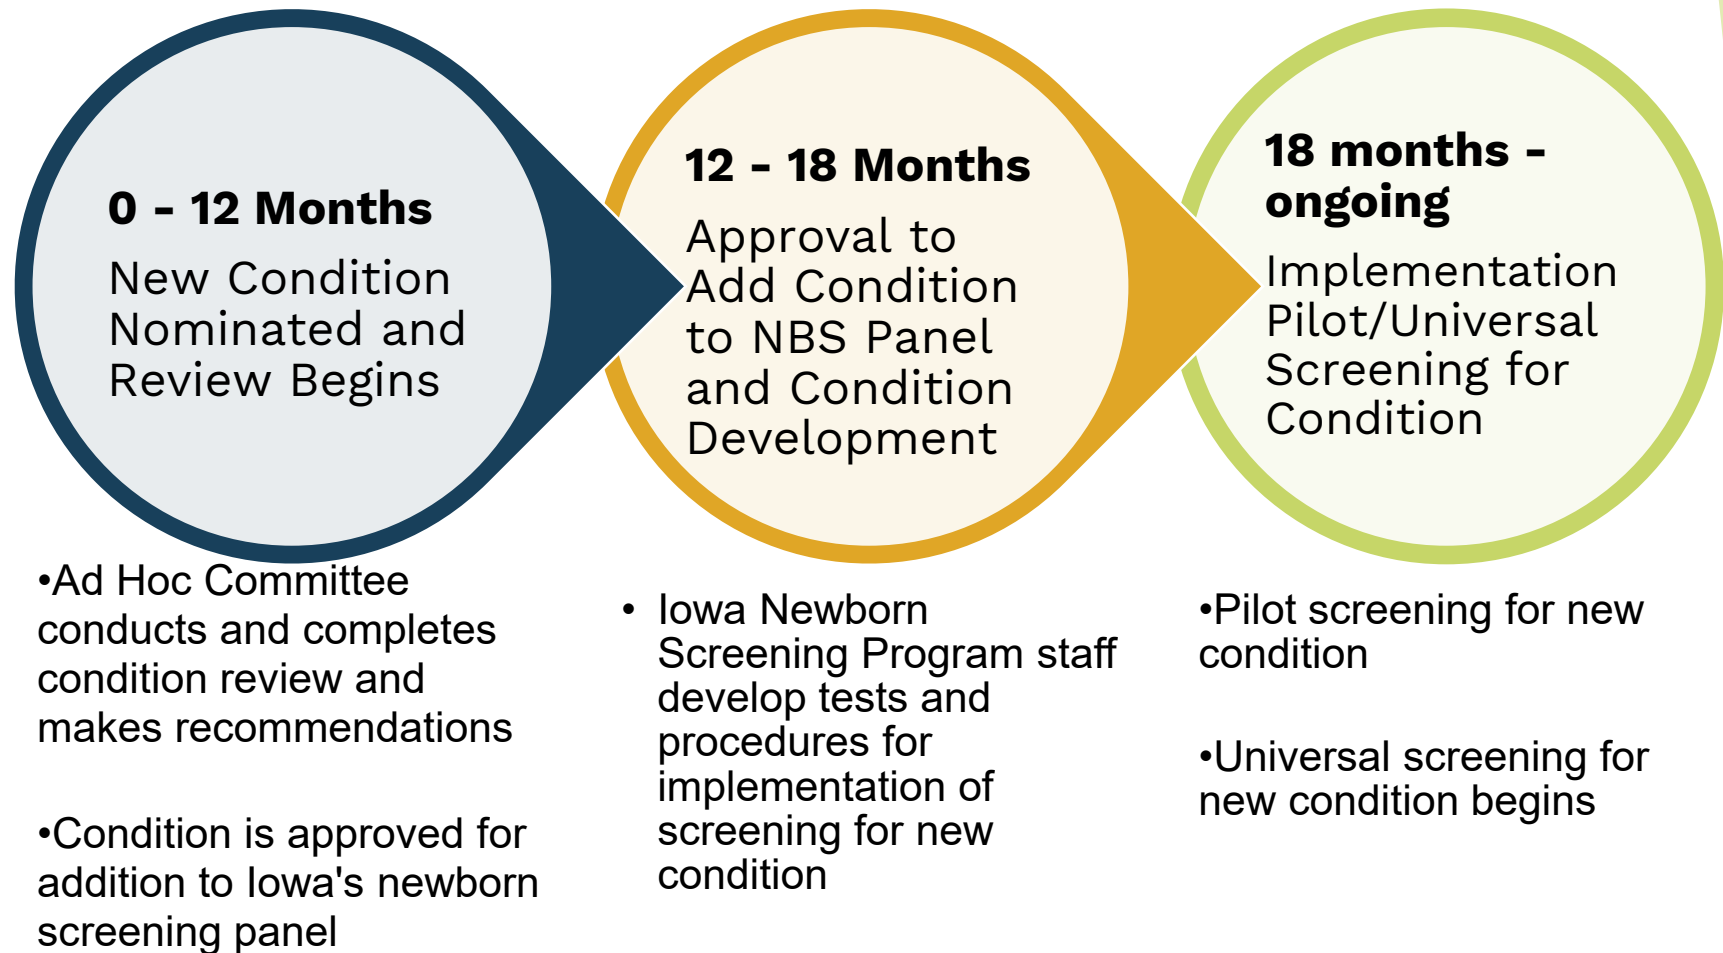 0 - 12 Months
New Condition
Nominated and
Review Begins
•Ad Hoc Committee
conducts and completes
condition review and
makes recommendations
•Condition is approved for
addition to Iowa's newborn
screening panel
12 - 18 Months
Approval to
Add Condition
to NBS Panel
and Condition
Development
• Iowa Newborn
Screening Program staff
develop tests and
procedures for
implementation of
screening for new
condition
18 months -
ongoing
Implementation
Pilot/Universal
Screening for
Condition
•Pilot screening for new
condition
•Universal screening for
new condition begins